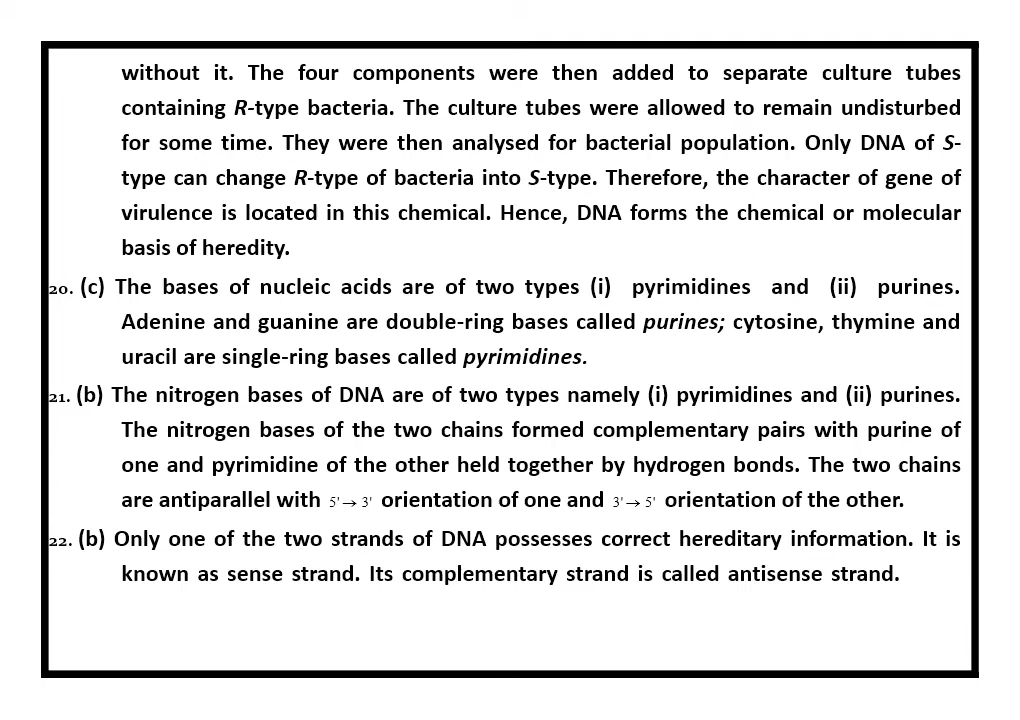 without it. The four components were then added to separate culture tubes
containing R-type bacteria. The culture tubes were allowed to remain undisturbed
for some time. They were then analysed for bacterial population. Only DNA of S-
type can change R-type of bacteria into S-type. Therefore, the character of gene of
virulence is located in this chemical. Hence, DNA forms the chemical or molecular
basis of heredity.
20. (c) The bases of nucleic acids are of two types (i) pyrimidines and (ii) purines.
Adenine and guanine are double-ring bases called purines; cytosine, thymine and
uracil are single-ring bases called pyrimidines.
21. (b) The nitrogen bases of DNA are of two types namely (i) pyrimidines and (ii) purines.
The nitrogen bases of the two chains formed complementary pairs with purine of
one and pyrimidine of the other held together by hydrogen bonds. The two chains
are antiparallel with 5'→ 3' orientation of one and 3'→ 5' orientation of the other.
22. (b) Only one of the two strands of DNA possesses correct hereditary information. It is
known as sense strand. Its complementary strand is called antisense strand.